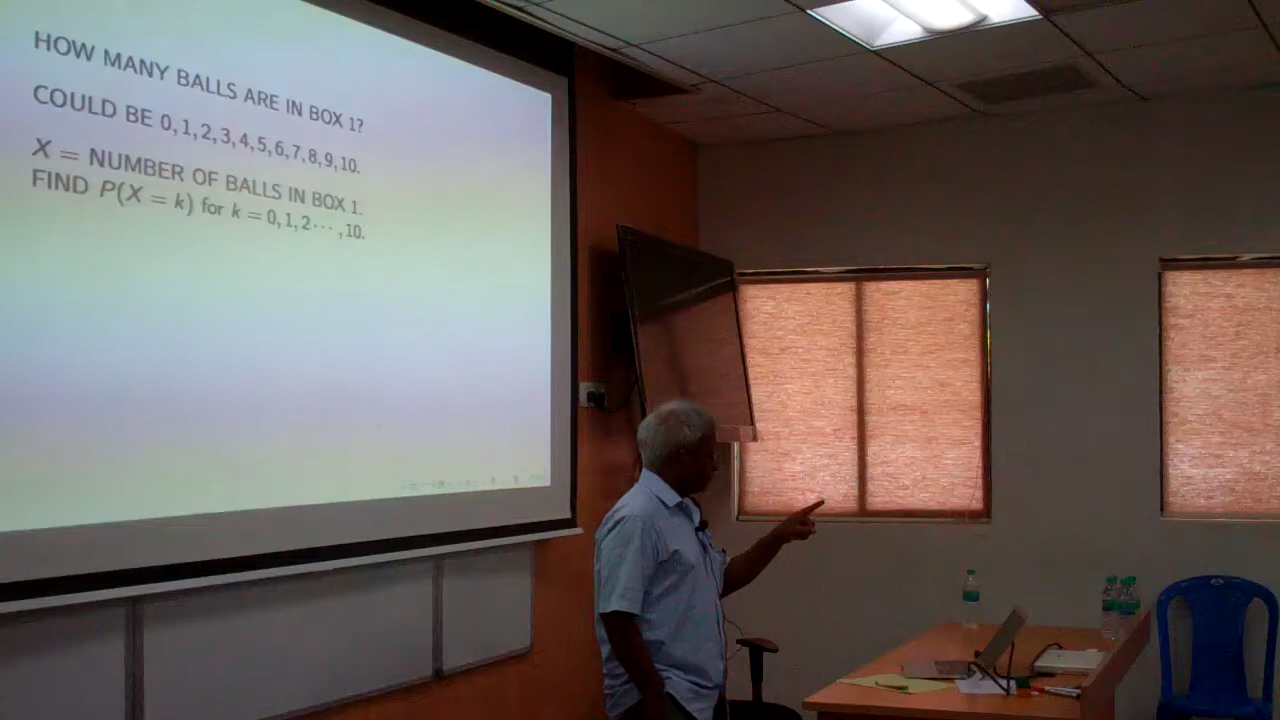 HOW MANY BALLS ARE IN BOX 1?
COULD BE 0, 1, 2, 3, 4, 5, 6, 7, 8, 9, 10.
X = NUMBER OF BALLS IN BOX 1.
FIND P(X = k) for k = 0, 1, 2 ⋯ , 10.